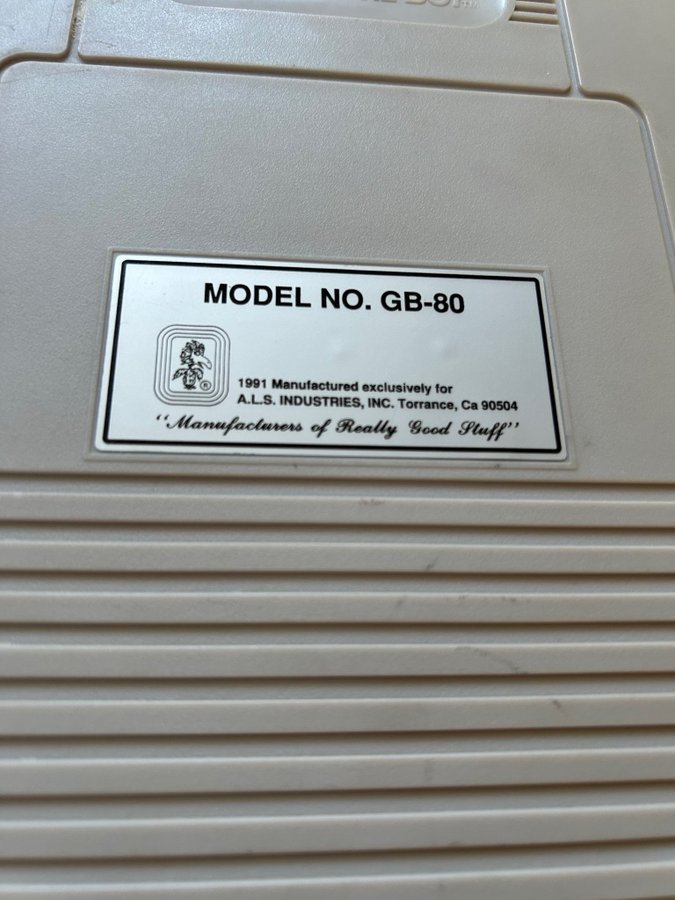 MODEL NO. GB-80
®
1991 Manufactured exclusively for
A.L.S. INDUSTRIES, INC. Torrance, Ca 90504
"Manufacturers of Really Good Stuff"